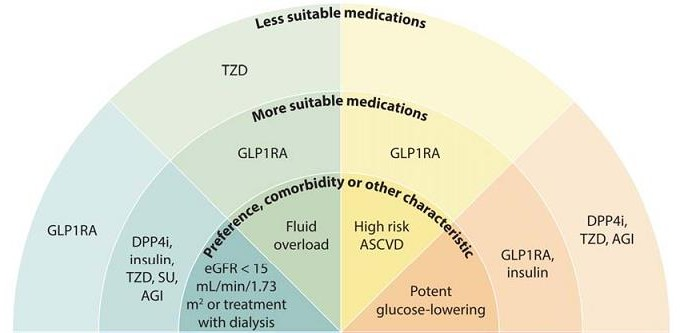 Less suitable medications
TZD
More suitable medications
GLP1RA
GLP1RA
Preference, comorbidity or other characteristic
GLP1RA
DPP4i,
insulin,
TZD, SU,
AGI
eGFR < 15
mL/min/1.73
m² or treatment
with dialysis
Fluid
overload
High risk
ASCVD
Potent
glucose-lowering
GLP1RA,
insulin
DPP4i,
TZD, AGI